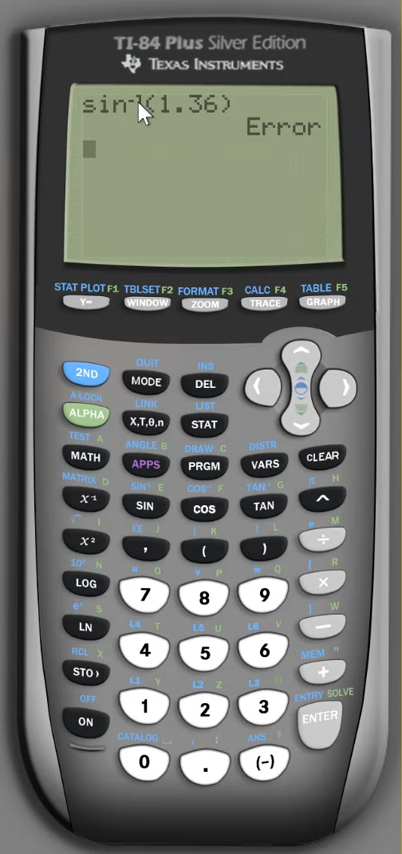 TI-84 Plus Silver Edition
TEXAS INSTRUMENTS
sin⁻¹(1.36)
Error
STAT PLOT F1 TBLSET F2 FORMAT F3 CALC F4 TABLE F5
Y= WINDOW ZOOM TRACE GRAPH
QUIT INS
2ND MODE DEL
A-LOCK LINK LIST
ALPHA X,T,θ,n STAT
TEST A ANGLE B DRAW C DISTR
MATH APPS PRGM VARS CLEAR
MATRIX D SIN⁻¹ E COS⁻¹ F TAN⁻¹ G π H
x⁻¹ SIN COS TAN ^
√ I EE J { K } L e M
x² , ( ) ÷
10ˣ N u O v P w Q [ R
LOG 7 8 9 ×
eˣ S L4 T L5 U L6 V ] W
LN 4 5 6 −
RCL X L1 Y L2 Z L3 MEM "
STO› 1 2 3 +
OFF ENTRY SOLVE
ON ENTER
CATALOG i : ANS ?
0 . (-)